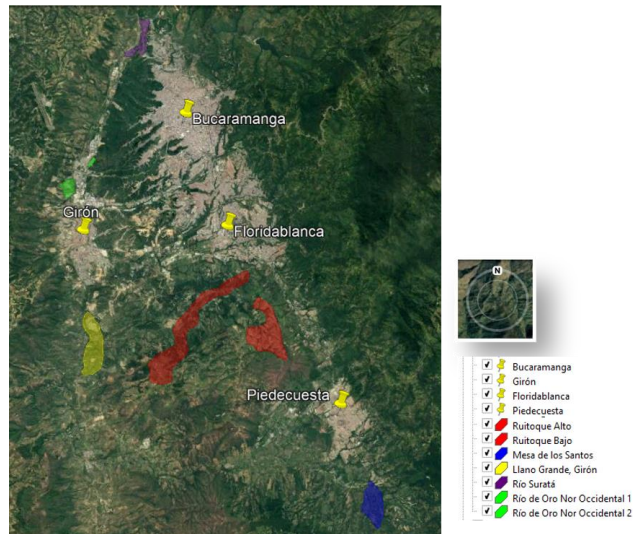 Bucaramanga
Girón
Floridablanca
Piedecuesta
N
Bucaramanga
Girón
Floridablanca
Piedecuesta
Ruitoque Alto
Ruitoque Bajo
Mesa de los Santos
Llano Grande, Girón
Río Suratá
Río de Oro Nor Occidental 1
Río de Oro Nor Occidental 2